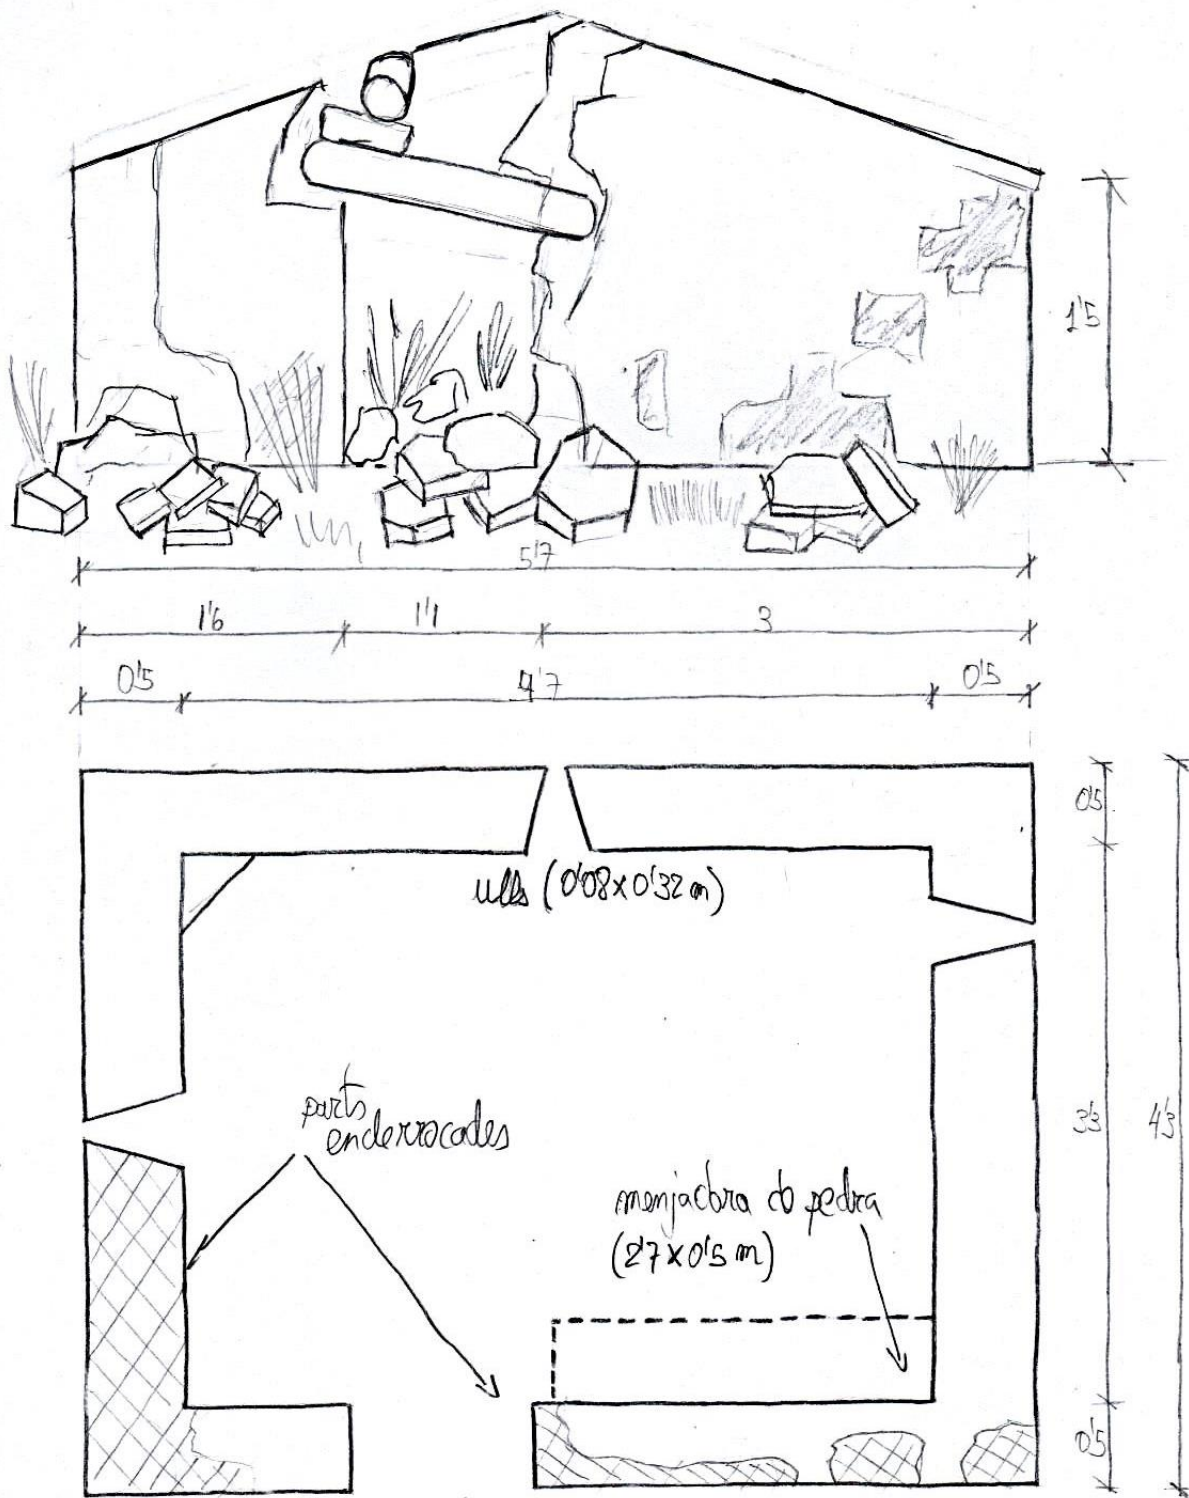 1'5
5'7
1'6 1'1 3
0'5 4'7 0'5
0'5
ulls (0'08x0'32 m)
parts
enderrocades
3'3 4'3
menjadora de pedra
(2'7x0'5 m)
0'5